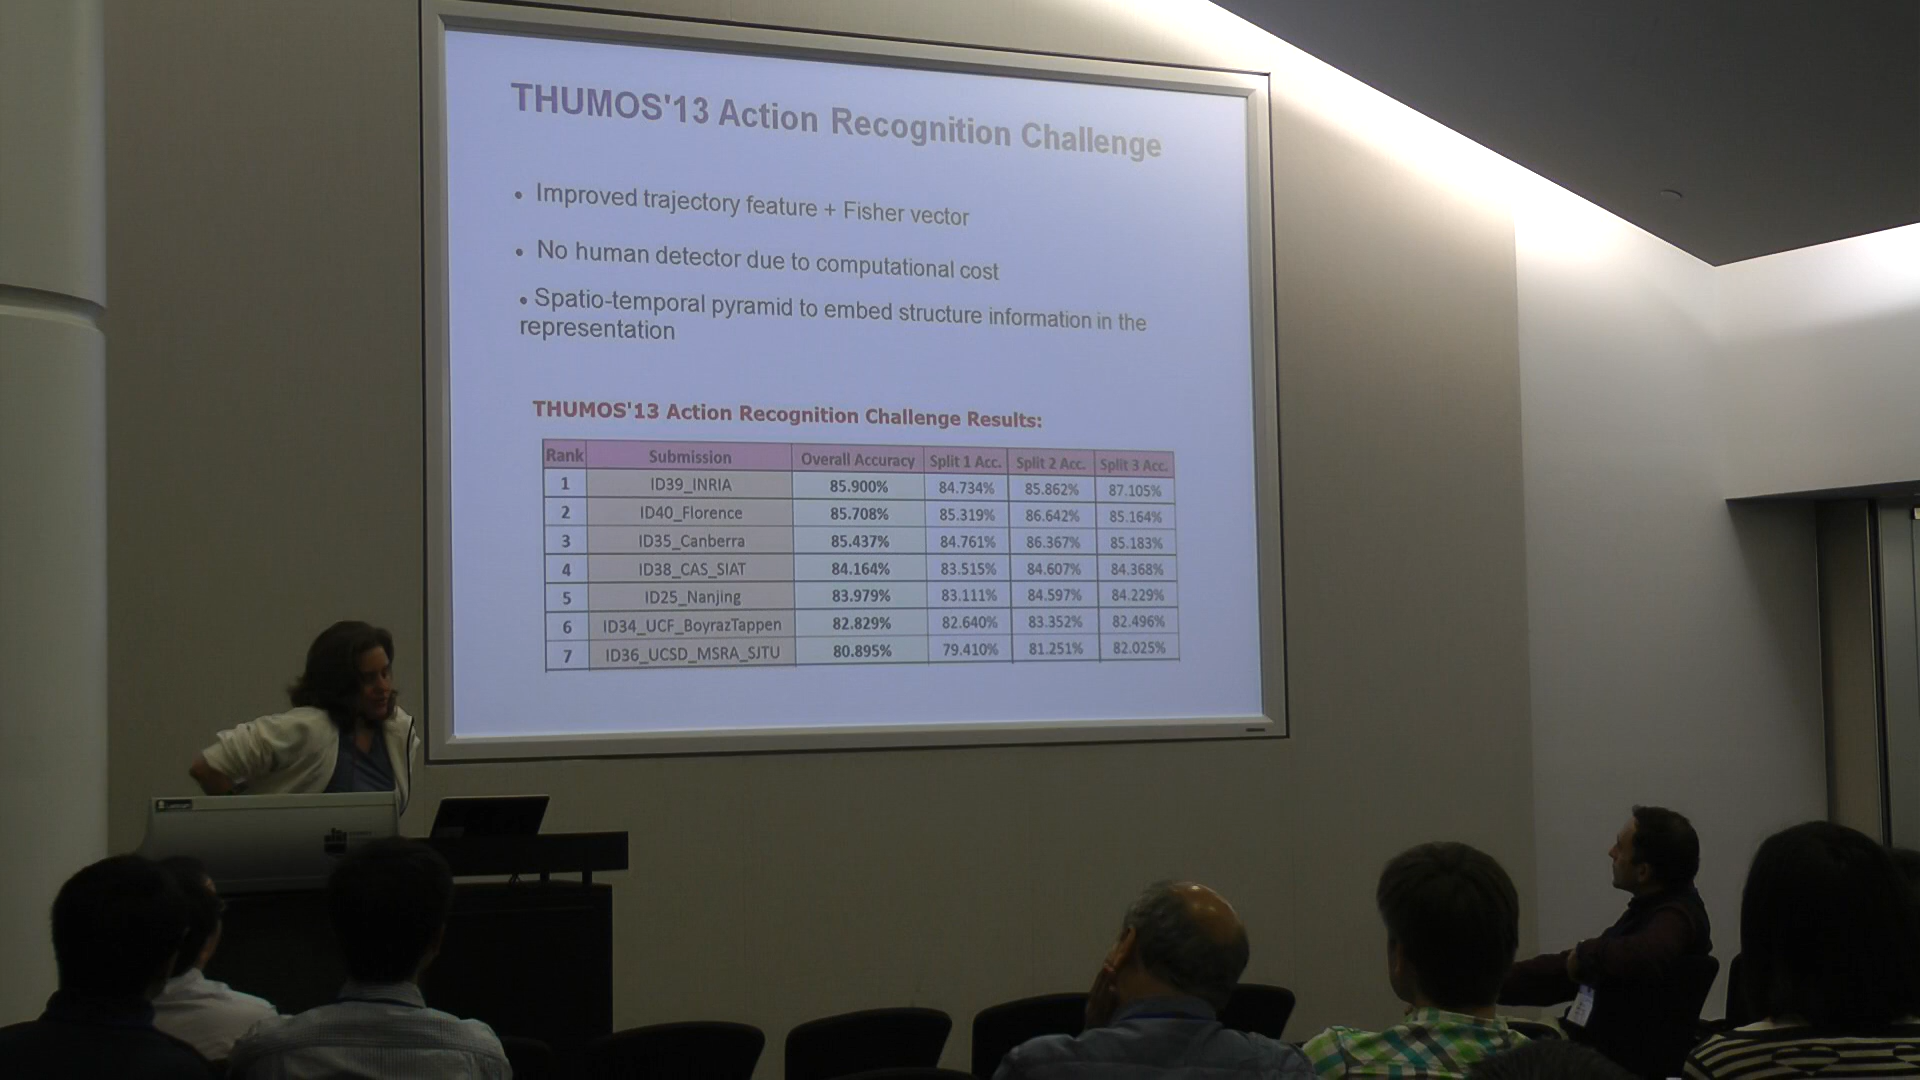 THUMOS'13 Action Recognition Challenge
• Improved trajectory feature + Fisher vector
• No human detector due to computational cost
• Spatio-temporal pyramid to embed structure information in the
representation
THUMOS'13 Action Recognition Challenge Results:
Rank Submission Overall Accuracy Split 1 Acc. Split 2 Acc. Split 3 Acc.
1 ID39_INRIA 85.900% 84.734% 85.862% 87.105%
2 ID40_Florence 85.708% 85.319% 86.642% 85.164%
3 ID35_Canberra 85.437% 84.761% 86.367% 85.183%
4 ID38_CAS_SIAT 84.164% 83.515% 84.607% 84.368%
5 ID25_Nanjing 83.979% 83.111% 84.597% 84.229%
6 ID34_UCF_BoyrazTappen 82.829% 82.640% 83.352% 82.496%
7 ID36_UCSD_MSRA_SJTU 80.895% 79.410% 81.251% 82.025%